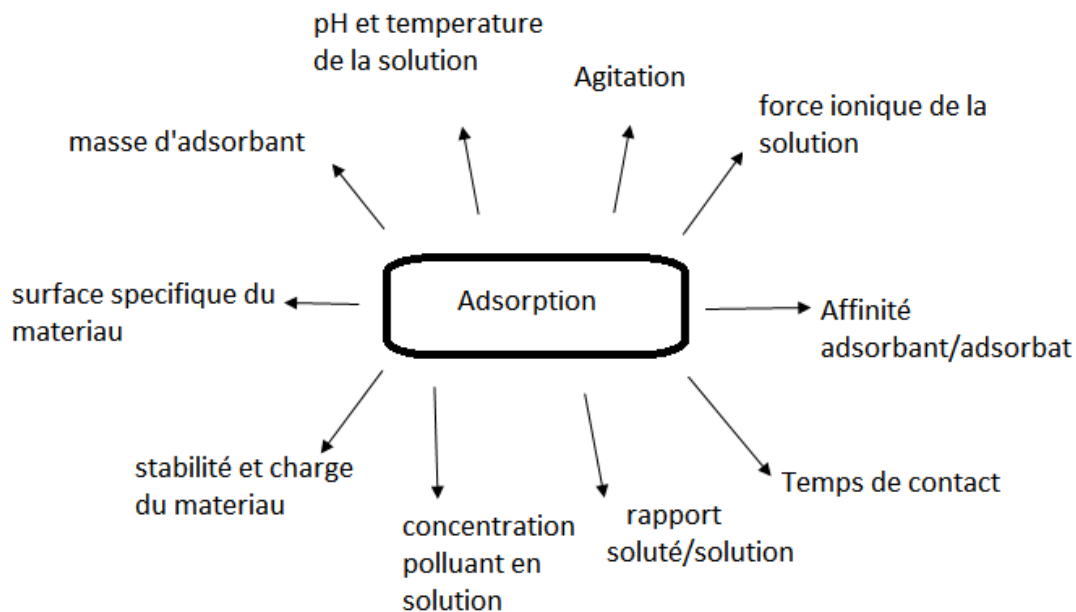 pH et temperature
de la solution
Agitation
force ionique de la
solution
masse d'adsorbant
surface specifique du
materiau
Adsorption
Affinité
adsorbant/adsorbat
stabilité et charge
du materiau
concentration
polluant en
solution
rapport
soluté/solution
Temps de contact